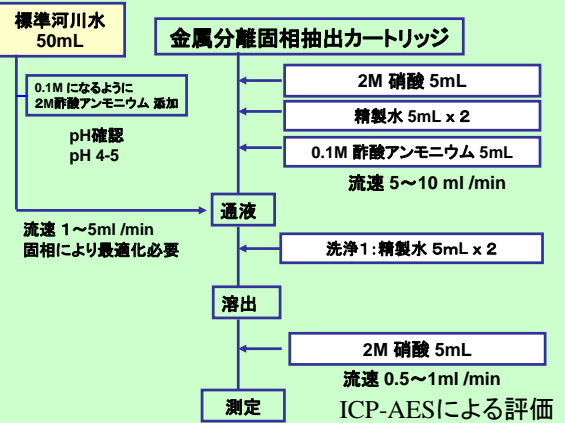 標準河川水
50mL
金属分離固相抽出カートリッジ
0.1M になるように
2M酢酸アンモニウム 添加
pH確認
pH 4-5
2M 硝酸 5mL
精製水 5mL x 2
0.1M 酢酸アンモニウム 5mL
流速 5～10 ml /min
通液
流速 1～5ml /min
固相により最適化必要
洗浄1：精製水 5mL x 2
溶出
2M 硝酸 5mL
流速 0.5～1ml /min
測定
ICP-AESによる評価